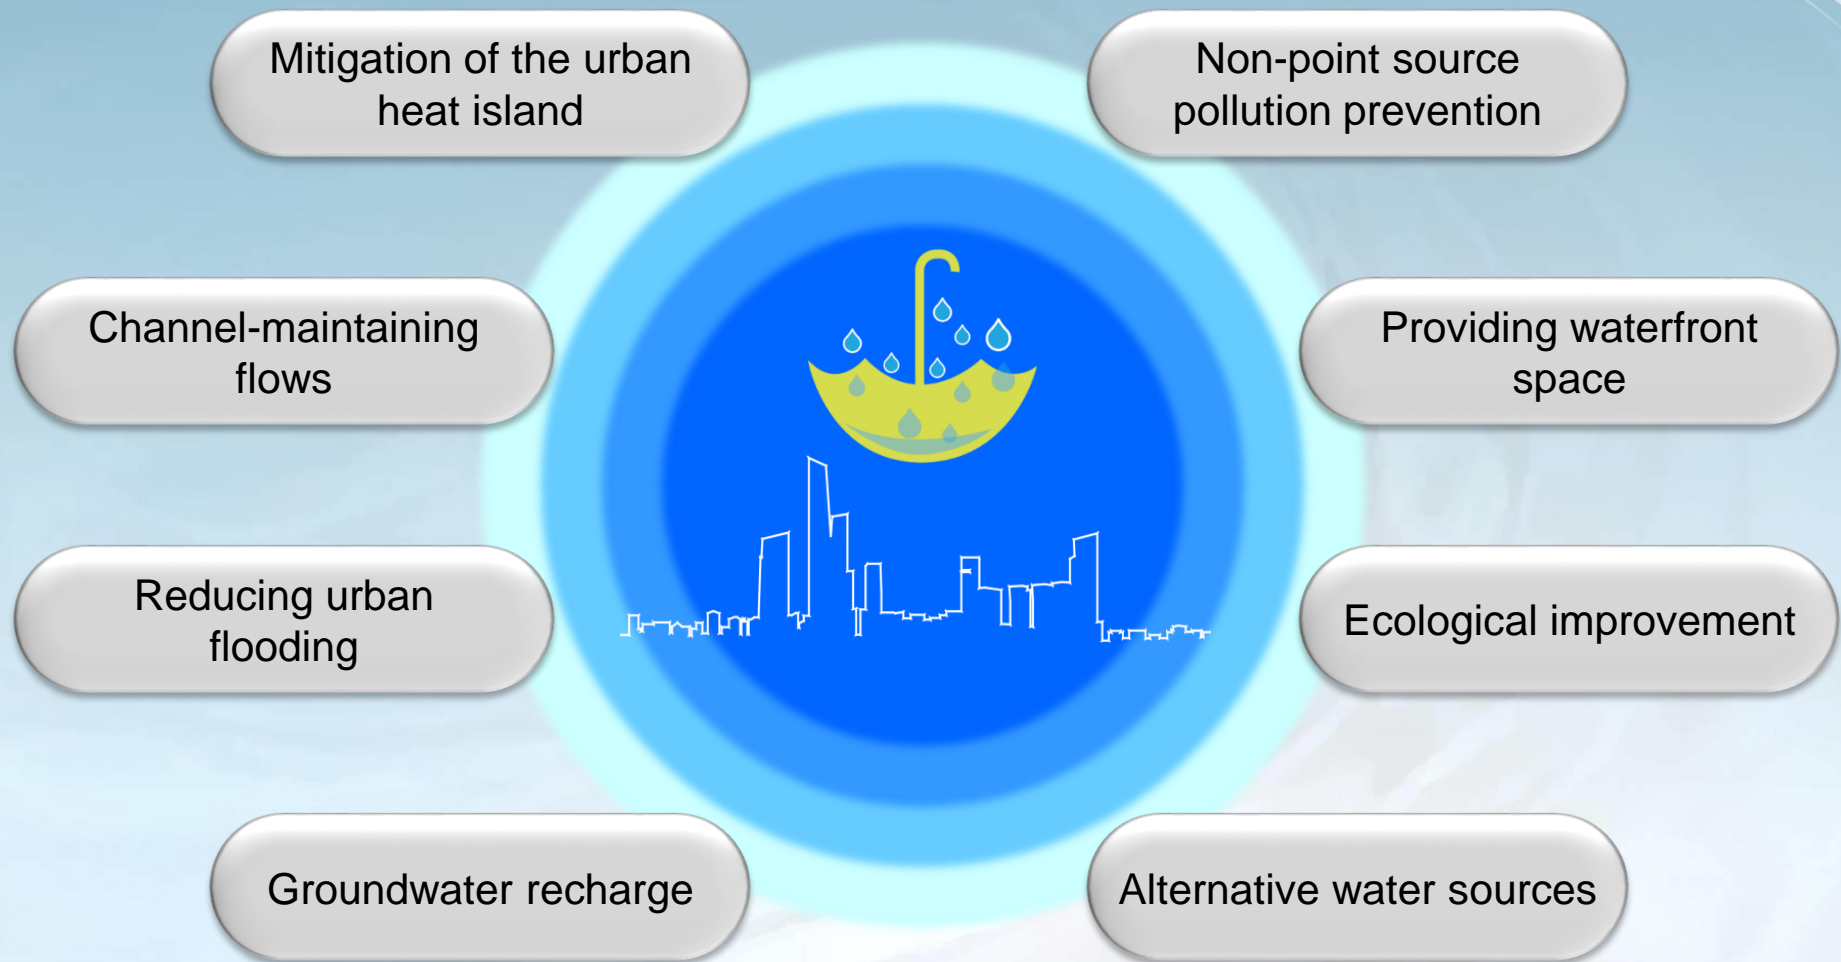 Mitigation of the urban
heat island
Non-point source
pollution prevention
Channel-maintaining
flows
Providing waterfront
space
Reducing urban
flooding
Ecological improvement
Groundwater recharge
Alternative water sources